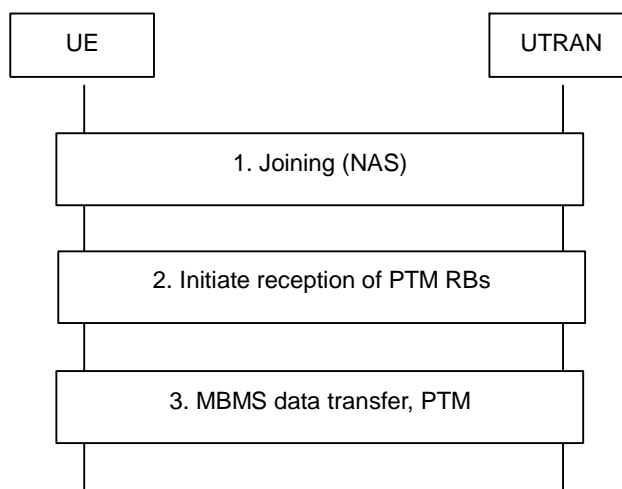 UE
UTRAN
1. Joining (NAS)
2. Initiate reception of PTM RBs
3. MBMS data transfer, PTM